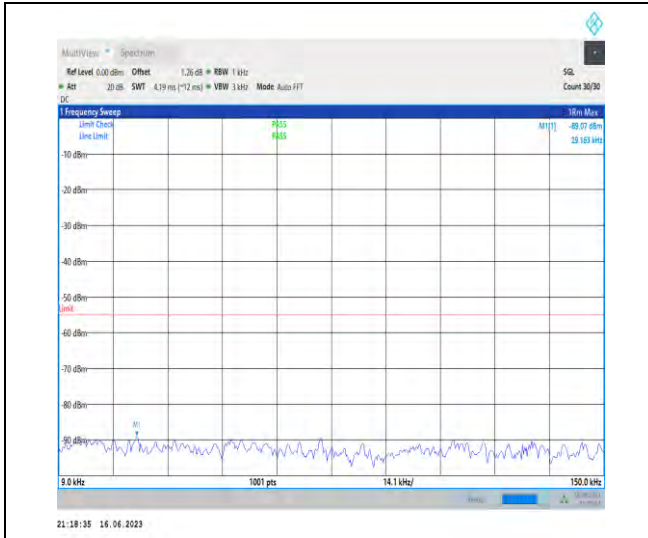 MultiView Spectrum
Ref Level 0.00 dBm Offset 1.26 dB RBW 1 kHz SGL
Att 20 dB SWT 4.19 ms (~12 ms) VBW 3 kHz Mode Auto FFT Count 30/30
DC
1 Frequency Sweep 1Rm Max
Limit Check PASS M1[1] -89.07 dBm
Line Limit PASS 29.163 kHz
-10 dBm
-20 dBm
-30 dBm
-40 dBm
-50 dBm
Limit
-60 dBm
-70 dBm
-80 dBm
M1
-90 dBm
9.0 kHz 1001 pts 14.1 kHz/ 150.0 kHz
21:18:35 16.06.2023